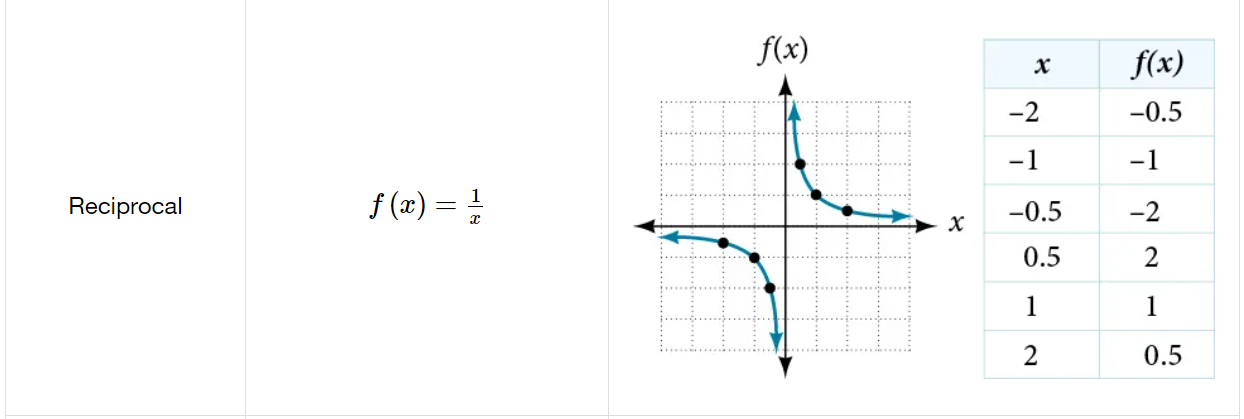 Reciprocal
f (x) = 1/x
f(x)
x
x f(x)
–2 –0.5
–1 –1
–0.5 –2
0.5 2
1 1
2 0.5